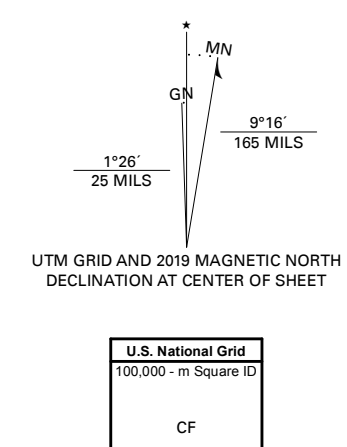 ★
MN
GN
9°16´
165 MILS
1°26´
25 MILS
UTM GRID AND 2019 MAGNETIC NORTH
DECLINATION AT CENTER OF SHEET
U.S. National Grid
100,000 - m Square ID
CF